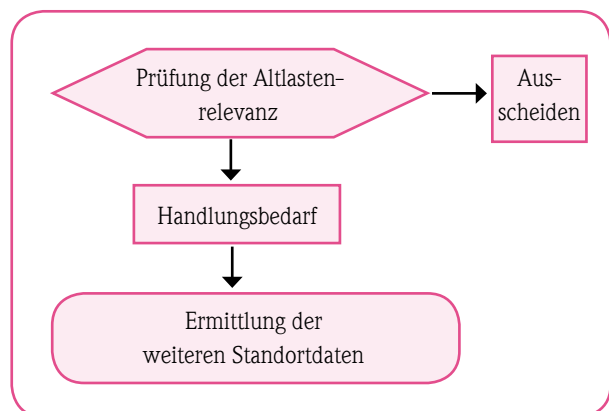 Prüfung der Altlasten-
relevanz
Aus-
scheiden
Handlungsbedarf
Ermittlung der
weiteren Standortdaten